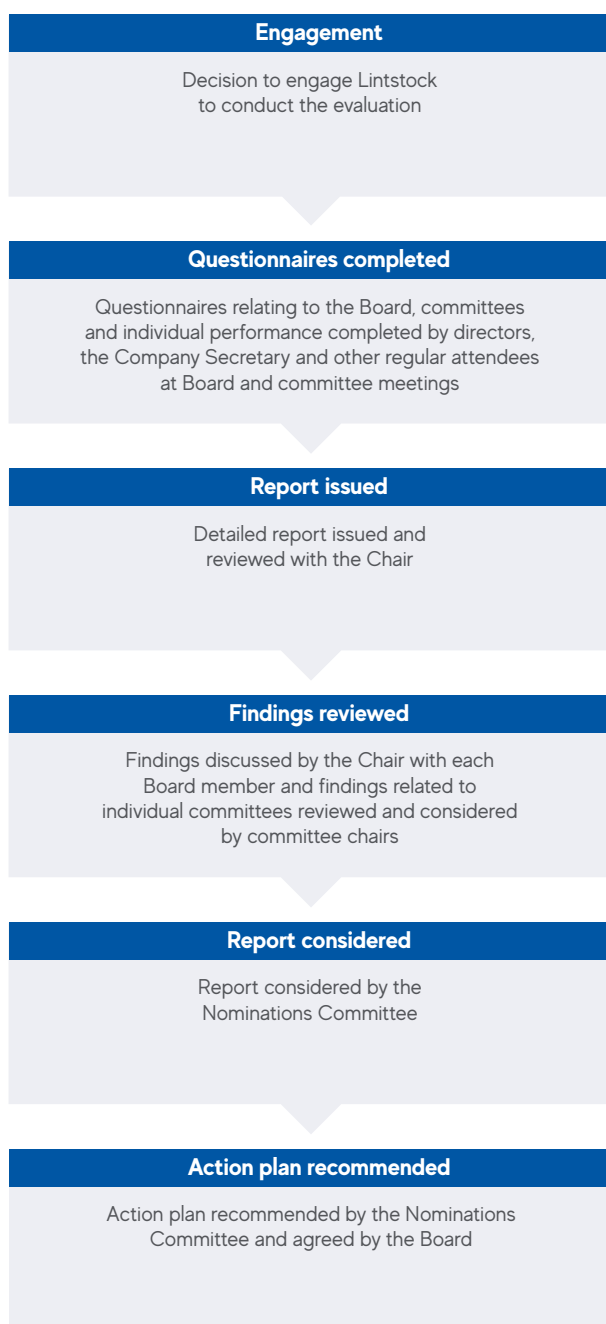 Engagement
Decision to engage Lintstock
to conduct the evaluation
Questionnaires completed
Questionnaires relating to the Board, committees
and individual performance completed by directors,
the Company Secretary and other regular attendees
at Board and committee meetings
Report issued
Detailed report issued and
reviewed with the Chair
Findings reviewed
Findings discussed by the Chair with each
Board member and findings related to
individual committees reviewed and considered
by committee chairs
Report considered
Report considered by the
Nominations Committee
Action plan recommended
Action plan recommended by the Nominations
Committee and agreed by the Board